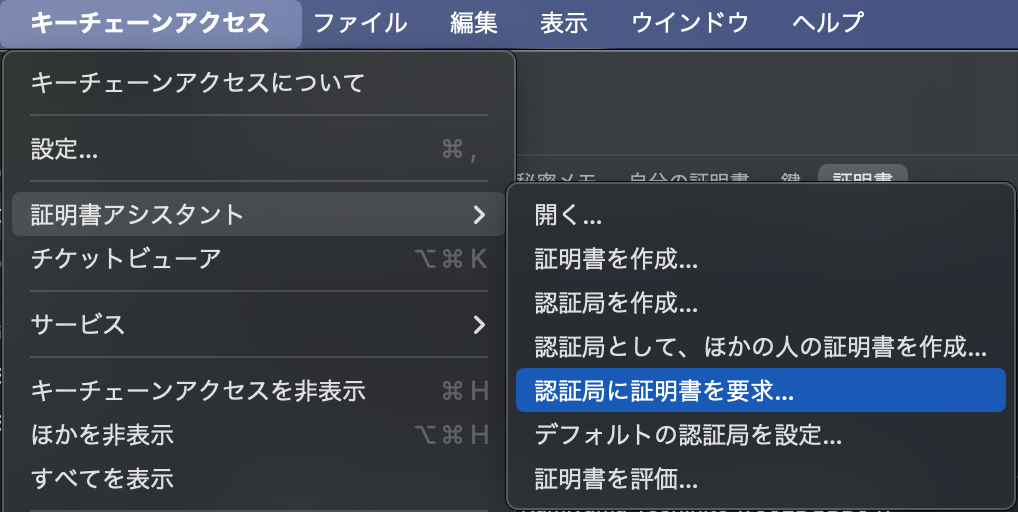 キーチェーンアクセス ファイル 編集 表示 ウインドウ ヘルプ
キーチェーンアクセスについて
設定... ⌘ ,
証明書アシスタント
チケットビューア ⌥⌘K
サービス
キーチェーンアクセスを非表示 ⌘H
ほかを非表示 ⌥⌘H
すべてを表示
秘密メモ 自分の証明書 鍵 証明書
開く...
証明書を作成...
認証局を作成...
認証局として、ほかの人の証明書を作成...
認証局に証明書を要求...
デフォルトの認証局を設定...
証明書を評価...